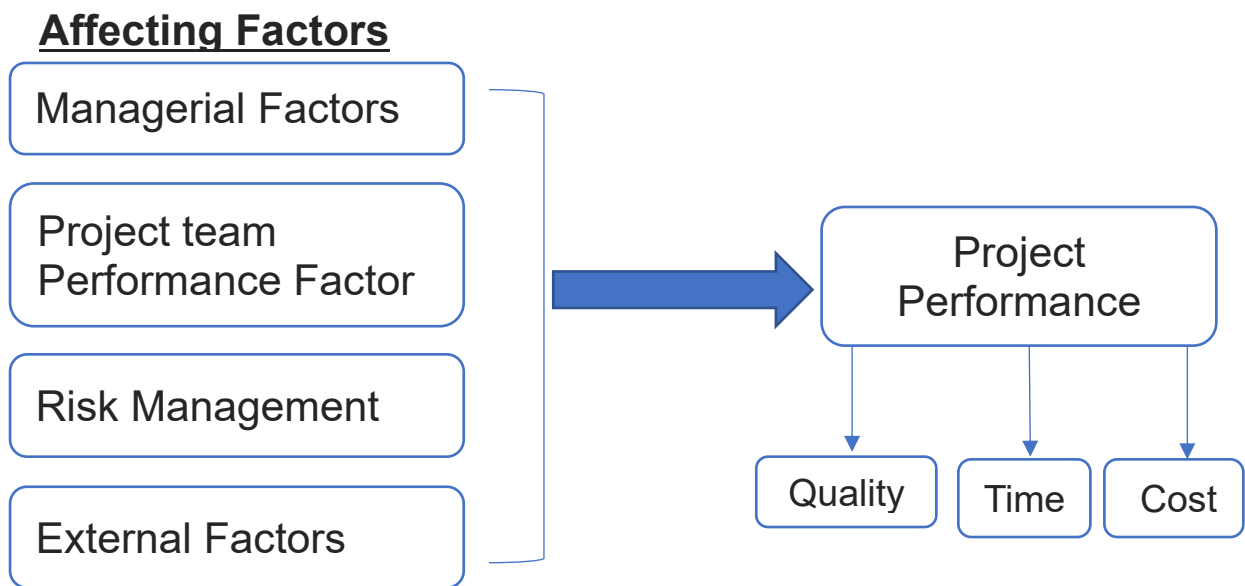 Affecting Factors
Managerial Factors
Project team
Performance Factor
Risk Management
External Factors
Project
Performance
Quality
Time
Cost